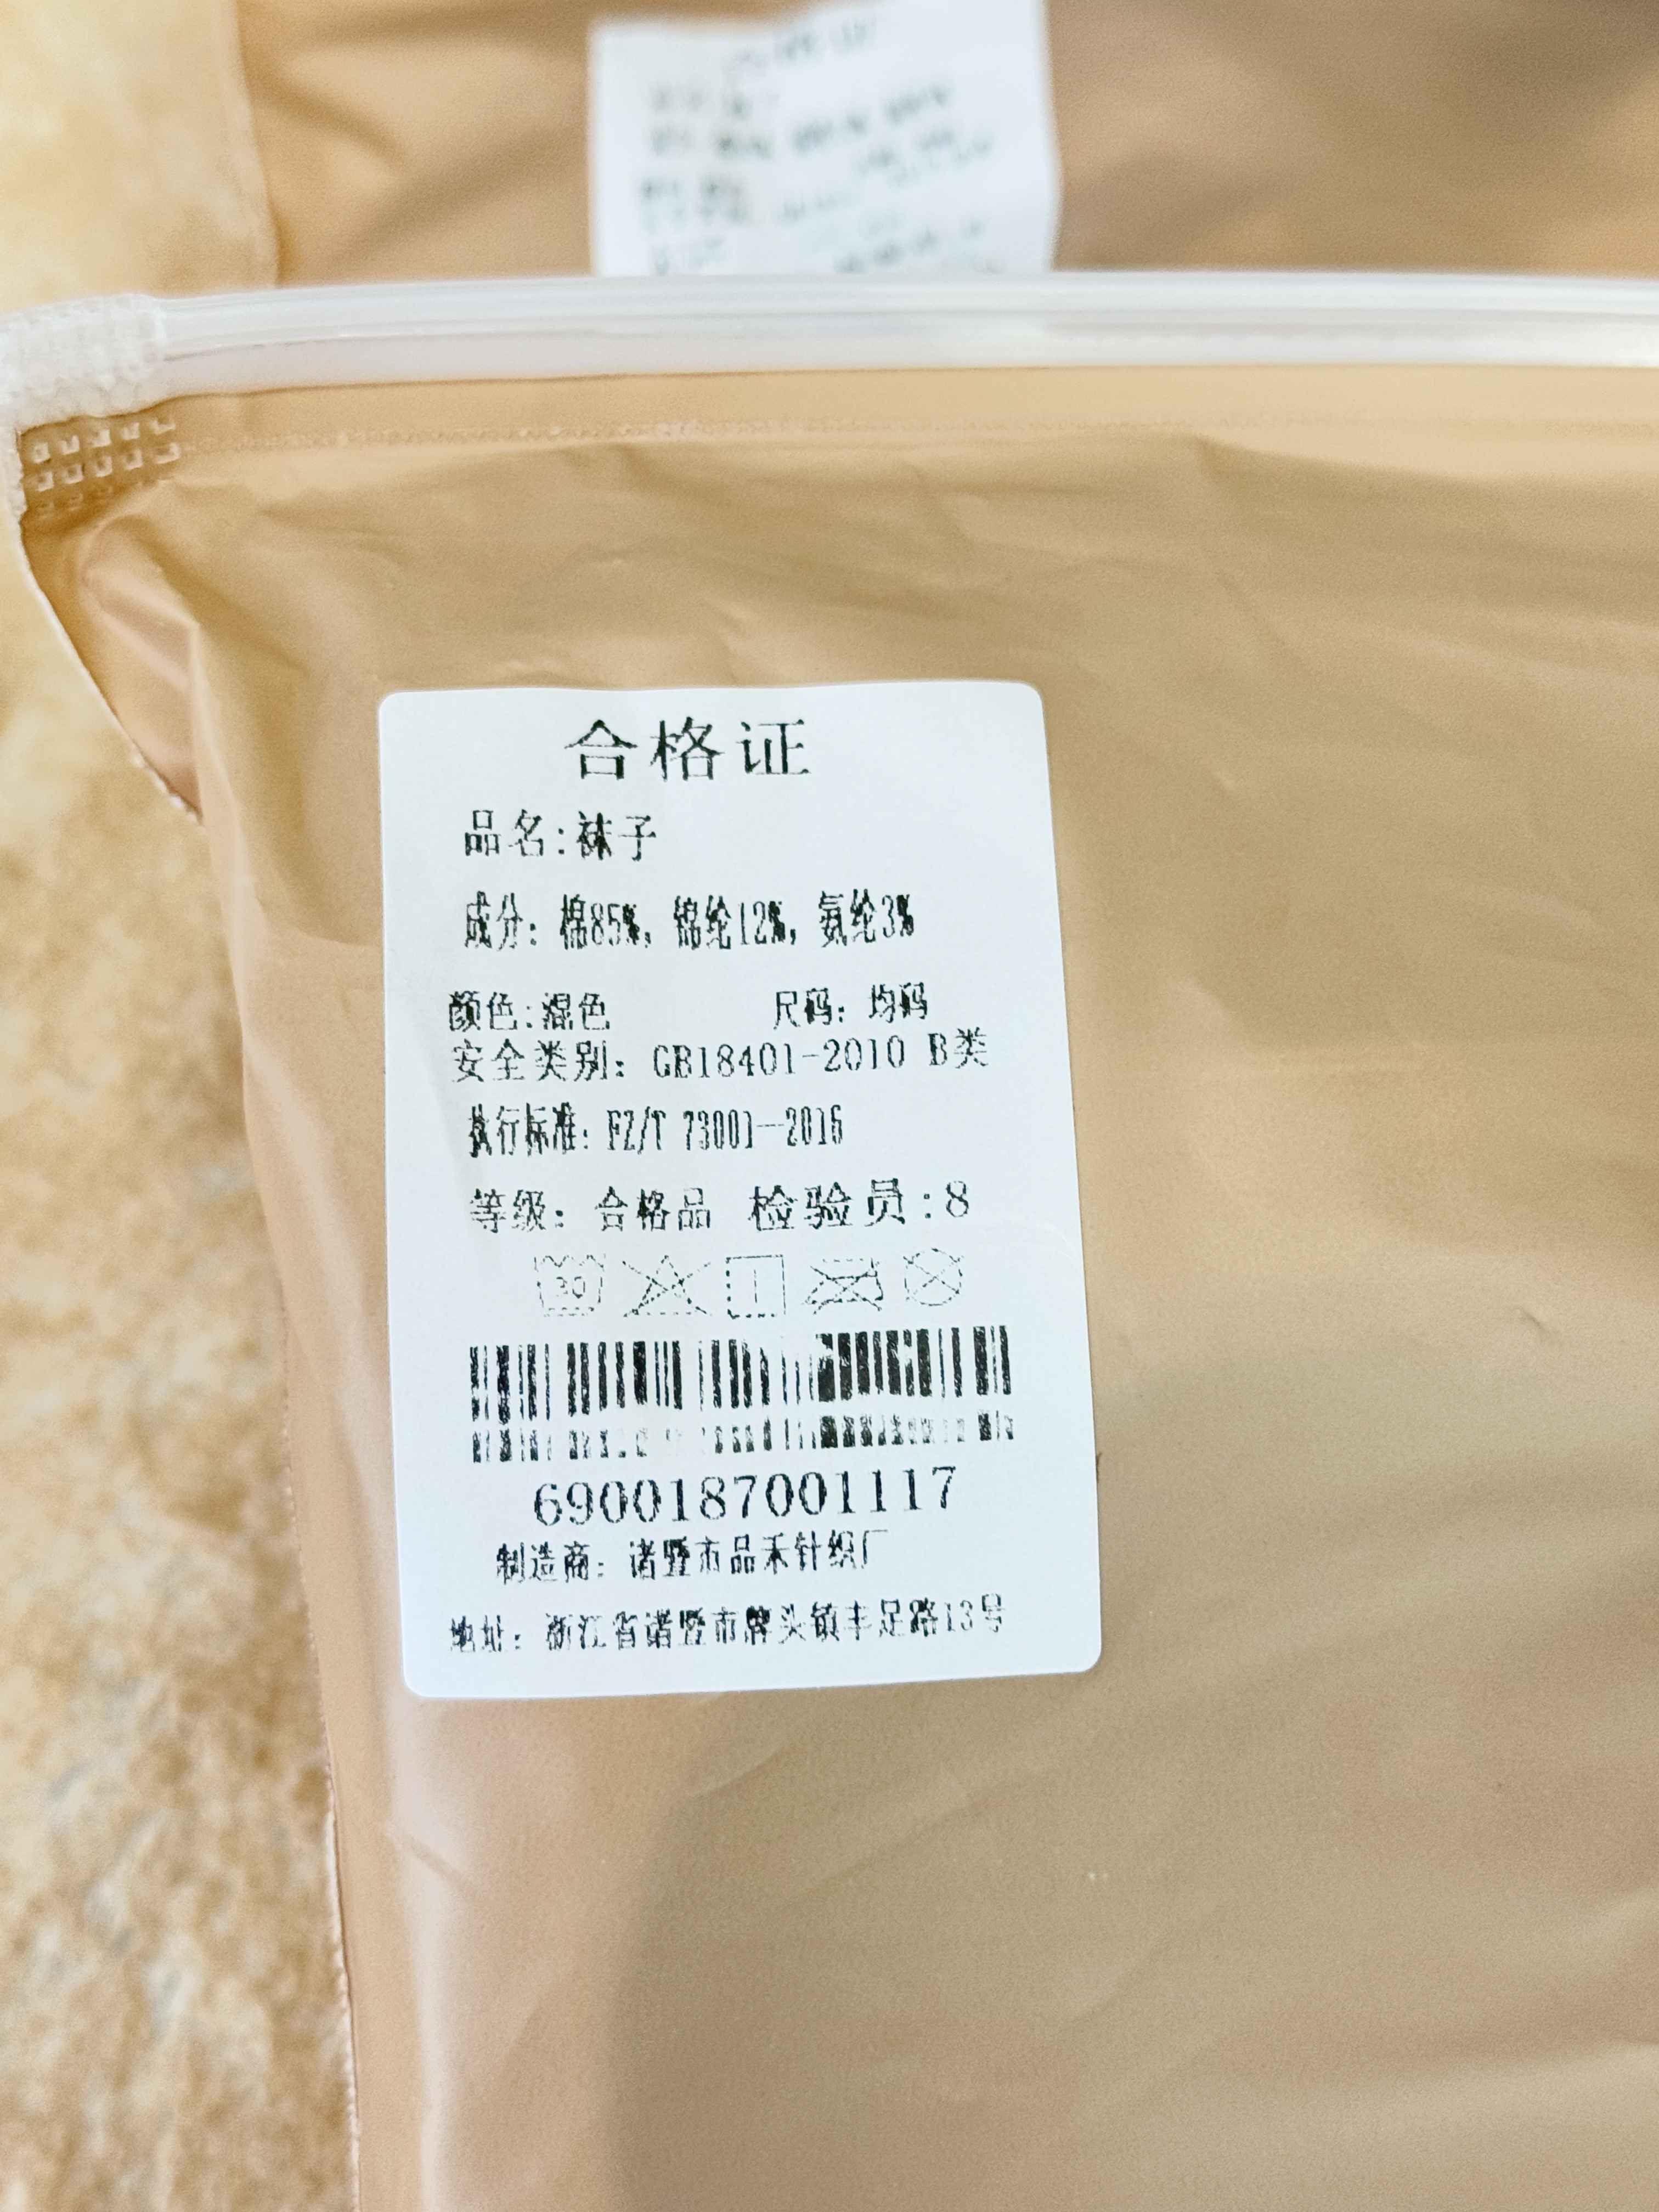 合格证
品名:袜子
成分: 棉85%, 锦纶12%, 氨纶3%
颜色:混色 尺码: 均码
安全类别: GB18401-2010 B类
执行标准: FZ/T 73001-2016
等级: 合格品 检验员:8
30
6900187001117
制造商: 诸暨市品禾针织厂
地址: 浙江省诸暨市牌头镇丰足路13号